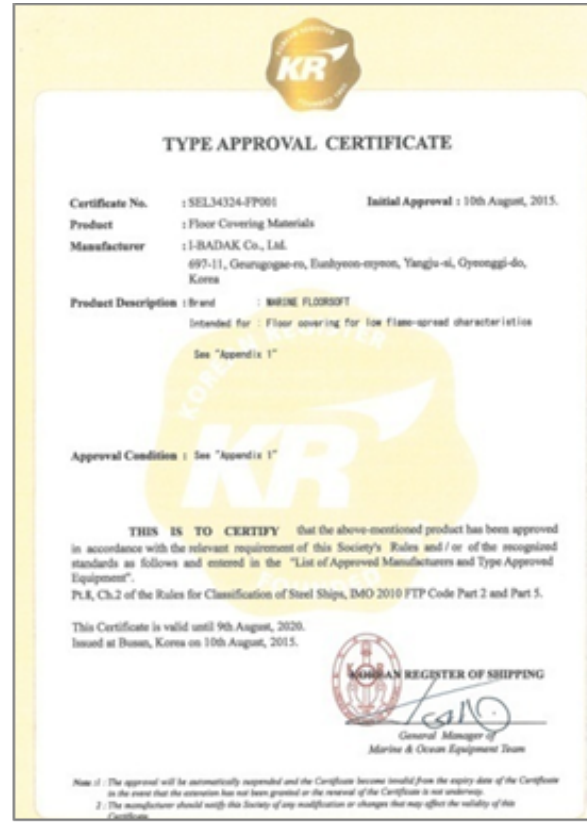 KOREAN REGISTER
KR
FOUNDED 1960
TYPE APPROVAL CERTIFICATE
Certificate No. : SEL34324-FP001 Initial Approval : 10th August, 2015.
Product : Floor Covering Materials
Manufacturer : I-BADAK Co., Ltd.
697-11, Geurugogae-ro, Eunhyeon-myeon, Yangju-si, Gyeonggi-do,
Korea
Product Description : Brand : MARINE FLOORSOFT
Intended for : Floor covering for low flame-spread characteristics
See "Appendix 1"
KOREAN REGISTER
KR
FOUNDED
Approval Condition : See "Appendix 1"
THIS IS TO CERTIFY that the above-mentioned product has been approved
in accordance with the relevant requirement of this Society's Rules and / or of the recognized
standards as follows and entered in the "List of Approved Manufacturers and Type Approved
Equipment".
Pt.8, Ch.2 of the Rules for Classification of Steel Ships, IMO 2010 FTP Code Part 2 and Part 5.
This Certificate is valid until 9th August, 2020.
Issued at Busan, Korea on 10th August, 2015.
KOREAN REGISTER OF SHIPPING
General Manager of
Marine & Ocean Equipment Team
Note :1 : The approval will be automatically suspended and the Certificate become invalid from the expiry date of the Certificate
in the event that the extension has not been granted or the renewal of the Certificate is not underway.
2 : The manufacturer should notify this Society of any modification or changes that may affect the validity of this
Certificate.